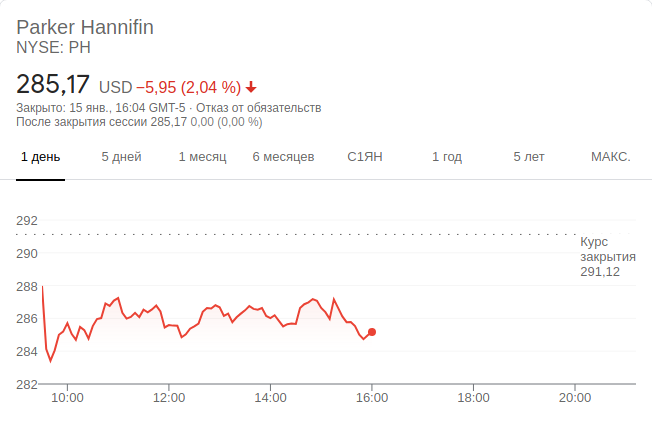 Parker Hannifin
NYSE: PH
285,17 USD −5,95 (2,04 %)
Закрыто: 15 янв., 16:04 GMT-5 · Отказ от обязательств
После закрытия сессии 285,17 0,00 (0,00 %)
1 день 5 дней 1 месяц 6 месяцев С1ЯН 1 год 5 лет МАКС.
292
290
288
286
284
282
Курс
закрытия
291,12
10:00 12:00 14:00 16:00 18:00 20:00